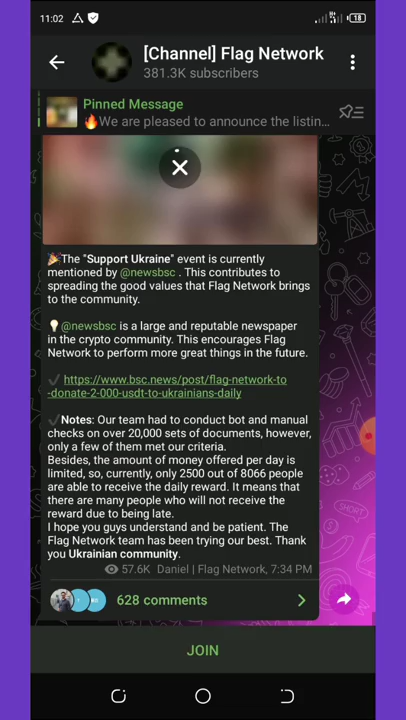 11:02
18
[Channel] Flag Network
381.3K subscribers
Pinned Message
🔥We are pleased to announce the listin...
🎉The "Support Ukraine" event is currently
mentioned by @newsbsc . This contributes to
spreading the good values that Flag Network brings
to the community.
💡@newsbsc is a large and reputable newspaper
in the crypto community. This encourages Flag
Network to perform more great things in the future.
✔️ https://www.bsc.news/post/flag-network-to
-donate-2-000-usdt-to-ukrainians-daily
✔️Notes: Our team had to conduct bot and manual
checks on over 20,000 sets of documents, however,
only a few of them met our criteria.
Besides, the amount of money offered per day is
limited, so, currently, only 2500 out of 8066 people
are able to receive the daily reward. It means that
there are many people who will not receive the
reward due to being late.
I hope you guys understand and be patient. The
Flag Network team has been trying our best. Thank
you Ukrainian community.
57.6K Daniel | Flag Network, 7:34 PM
628 comments
JOIN